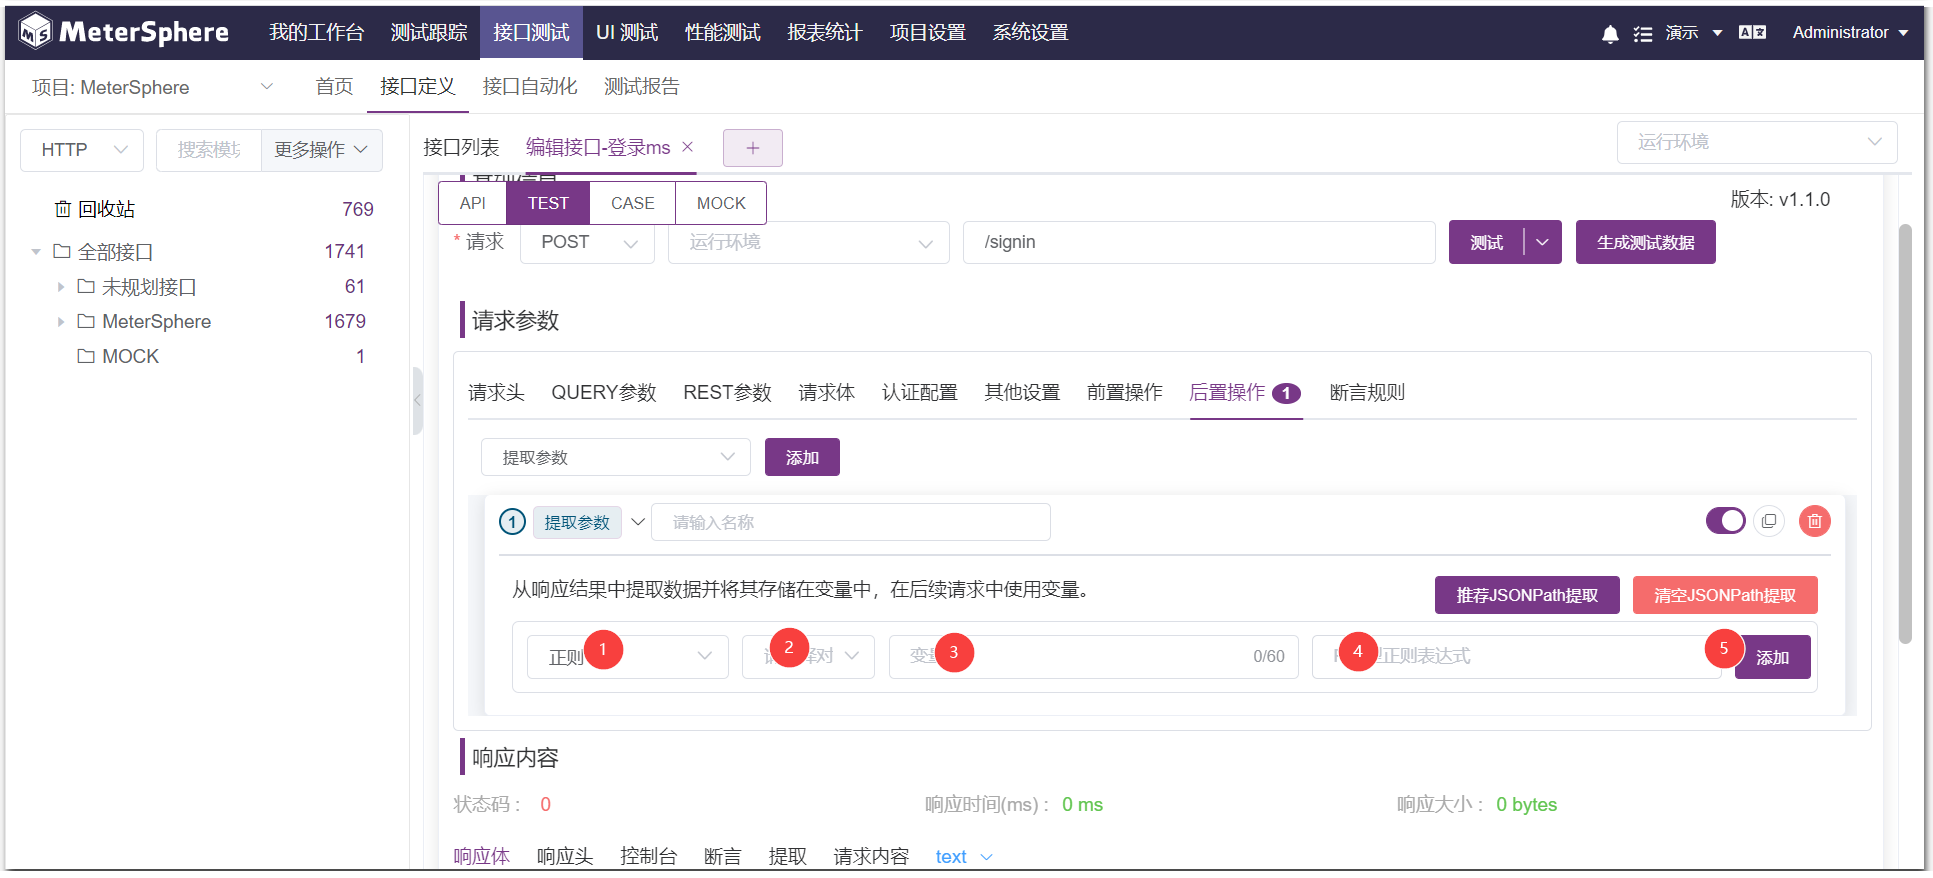 MeterSphere 我的工作台 测试跟踪 接口测试 UI 测试 性能测试 报表统计 项目设置 系统设置 演示 Administrator
项目: MeterSphere 首页 接口定义 接口自动化 测试报告
HTTP 搜索模块 更多操作 接口列表 编辑接口-登录ms 运行环境
回收站 769
全部接口 1741
未规划接口 61
MeterSphere 1679
MOCK 1
API TEST CASE MOCK 版本: v1.1.0
* 请求 POST 运行环境 /signin 测试 生成测试数据
请求参数
请求头 QUERY参数 REST参数 请求体 认证配置 其他设置 前置操作 后置操作 1 断言规则
提取参数 添加
1 提取参数 请输入名称
从响应结果中提取数据并将其存储在变量中，在后续请求中使用变量。 推荐JSONPath提取 清空JSONPath提取
正则 1 2 对 变 3 0/60 4 正则表达式 5 添加
响应内容
状态码： 0 响应时间(ms)： 0 ms 响应大小： 0 bytes
响应体 响应头 控制台 断言 提取 请求内容 text